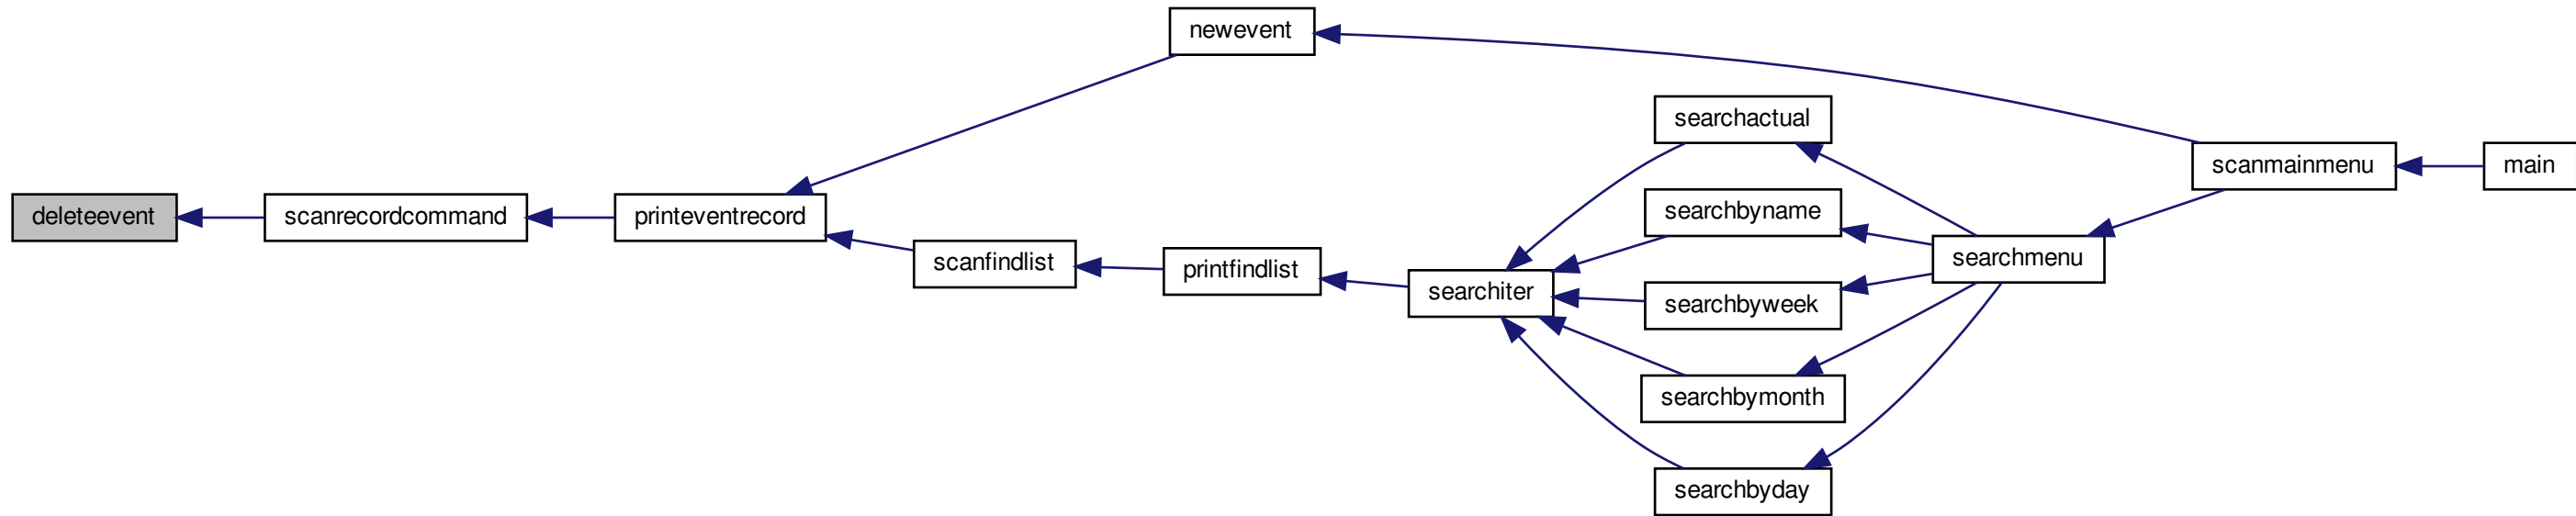 newevent
searchactual
scanmainmenu
main
deleteevent
scanrecordcommand
printeventrecord
searchbyname
scanfindlist
printfindlist
searchmenu
searchiter
searchbyweek
searchbymonth
searchbyday